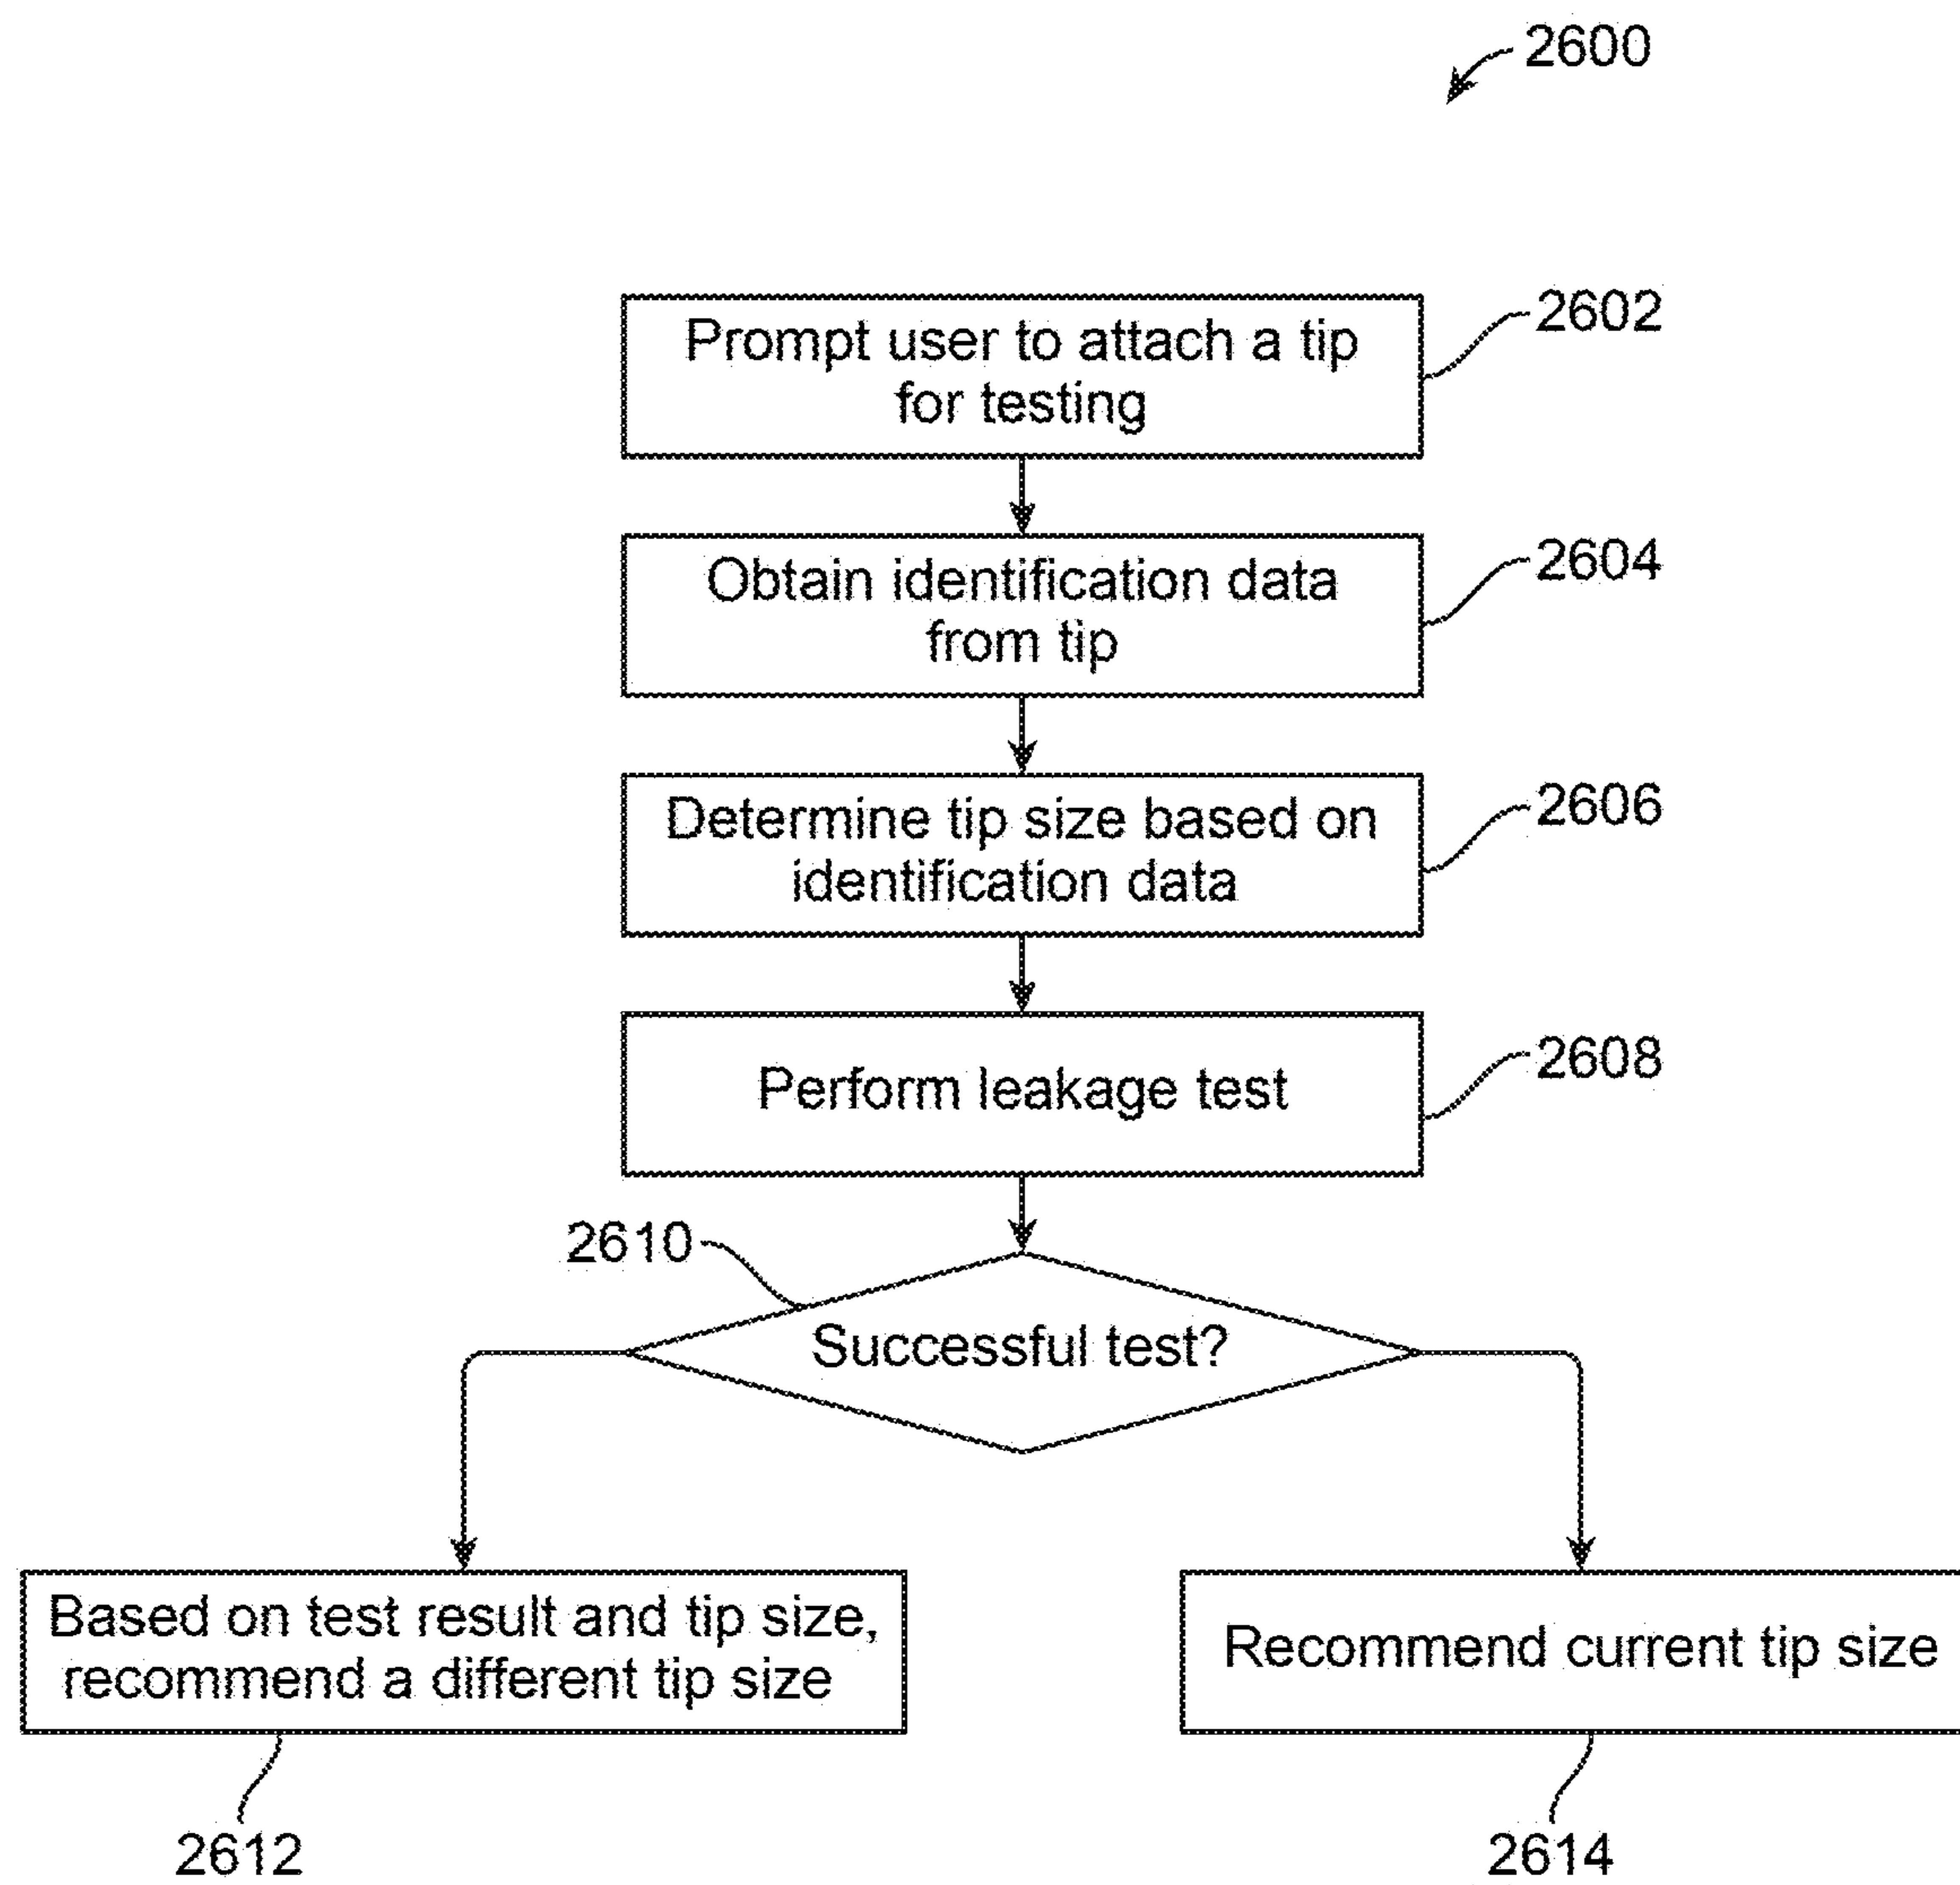 2600
Prompt user to attach a tip
for testing
2602
Obtain identification data
from tip
2604
Determine tip size based on
identification data
2606
Perform leakage test
2608
2610
Successful test?
Based on test result and tip size,
recommend a different tip size
Recommend current tip size
2612
2614